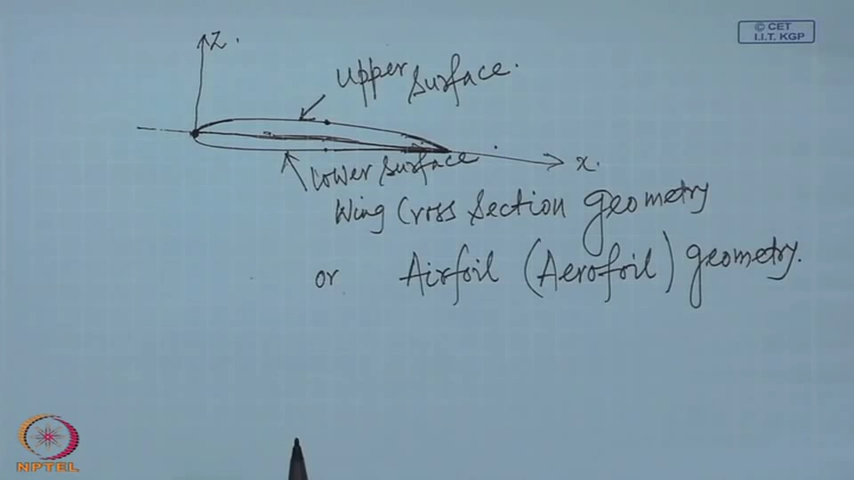 © CET
I.I.T. KGP
Z.
Upper Surface.
x.
Lower Surface.
Wing Cross Section Geometry
or Airfoil (Aerofoil) geometry.
NPTEL